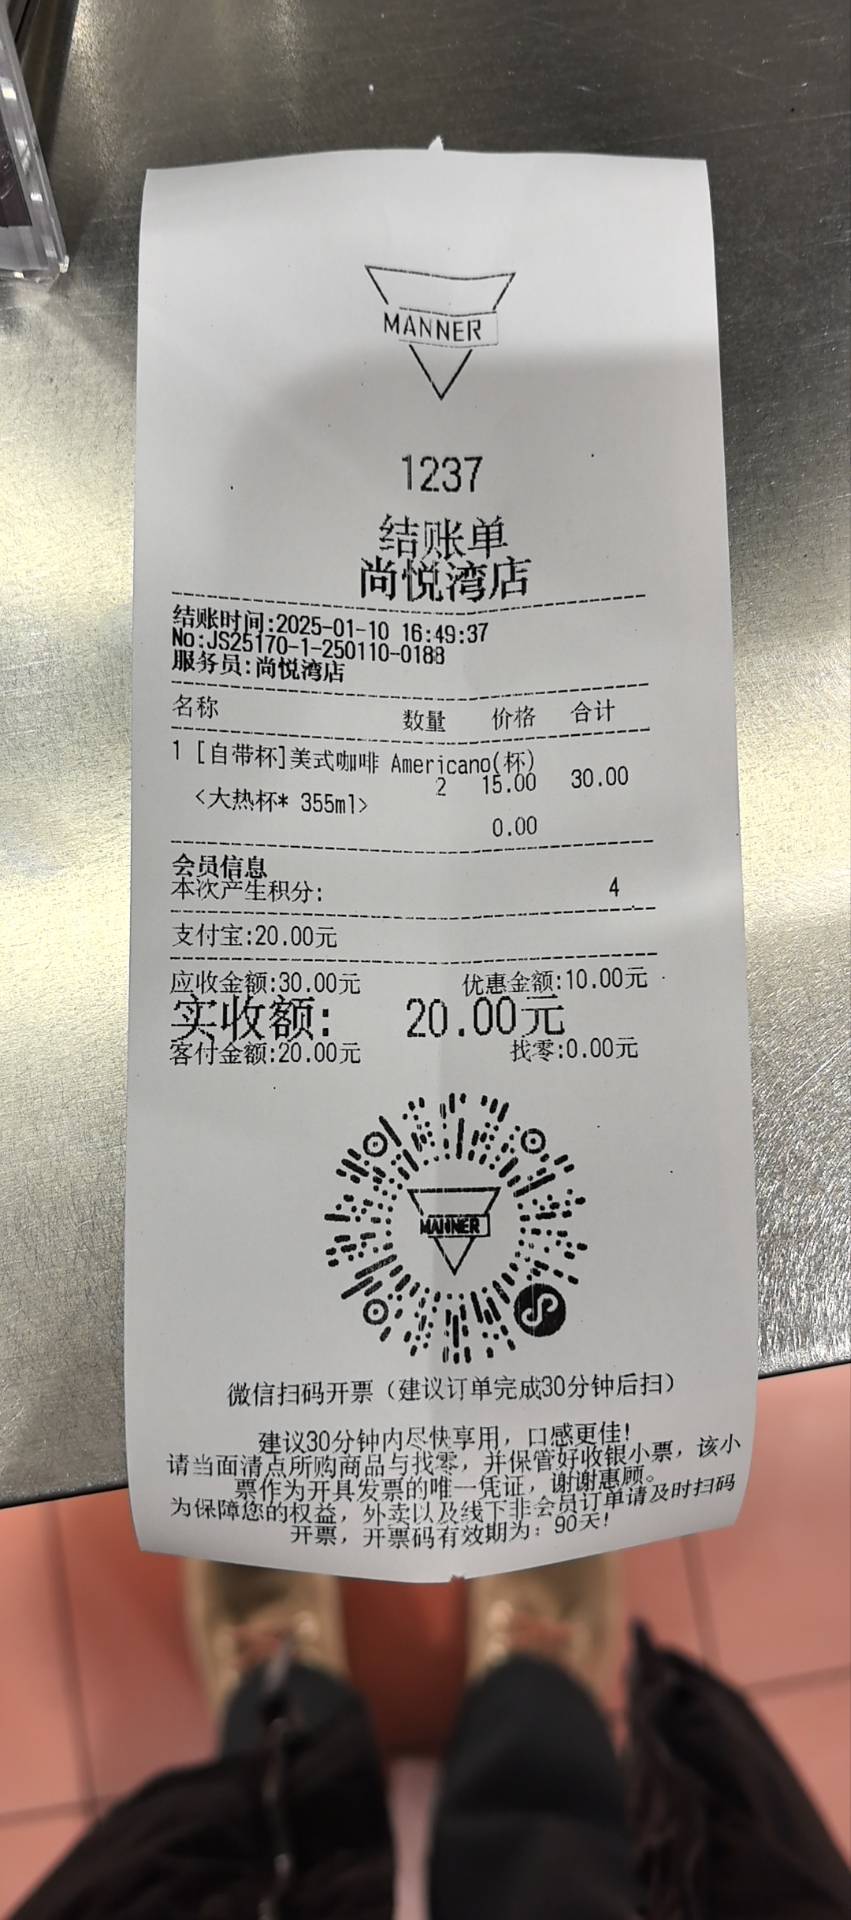 MANNER
1237
结账单
尚悦湾店
结账时间:2025-01-10 16:49:37
No:JS25170-1-250110-0188
服务员:尚悦湾店
名称 数量 价格 合计
1 [自带杯]美式咖啡 Americano(杯)
2 15.00 30.00
<大热杯* 355ml>
0.00
会员信息
本次产生积分: 4
支付宝:20.00元
应收金额:30.00元 优惠金额:10.00元
实收额: 20.00元
客付金额:20.00元 找零:0.00元
MANNER
微信扫码开票（建议订单完成30分钟后扫）
建议30分钟内尽快享用，口感更佳!
请当面清点所购商品与找零，并保管好收银小票，该小
票作为开具发票的唯一凭证，谢谢惠顾。
为保障您的权益，外卖以及线下非会员订单请及时扫码
开票，开票码有效期为：90天!